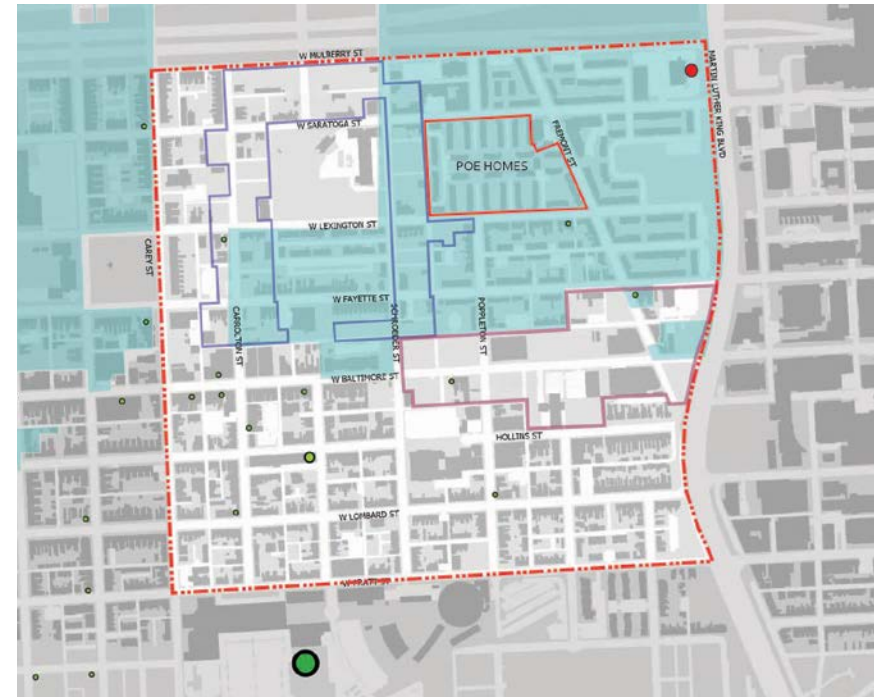 W MULBERRY ST
MARTIN LUTHER KING BLVD
W SARATOGA ST
FREMONT ST
POE HOMES
W LEXINGTON ST
CAREY ST
W FAYETTE ST
CARROLTON ST
SCHROEDER ST
POPPLETON ST
W BALTIMORE ST
HOLLINS ST
W LOMBARD ST
W PRATT ST